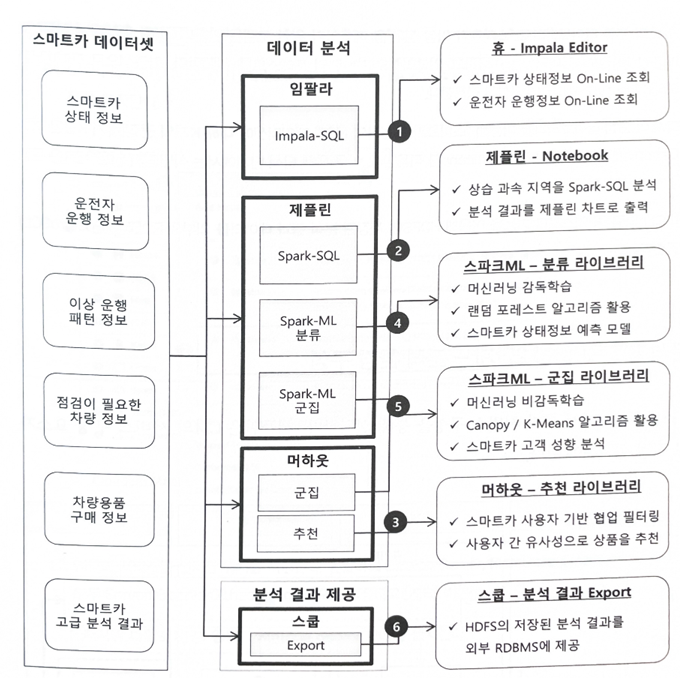 스마트카 데이터셋
스마트카
상태 정보
운전자
운행 정보
이상 운행
패턴 정보
점검이 필요한
차량 정보
차량용품
구매 정보
스마트카
고급 분석 결과
데이터 분석
임팔라
Impala-SQL
제플린
Spark-SQL
Spark-ML
분류
Spark-ML
군집
머하웃
군집
추천
분석 결과 제공
스쿱
Export
1
2
4
5
3
6
휴 - Impala Editor
✓ 스마트카 상태정보 On-Line 조회
✓ 운전자 운행정보 On-Line 조회
제플린 - Notebook
✓ 상습 과속 지역을 Spark-SQL 분석
✓ 분석 결과를 제플린 차트로 출력
스파크ML – 분류 라이브러리
✓ 머신러닝 감독학습
✓ 랜덤 포레스트 알고리즘 활용
✓ 스마트카 상태정보 예측 모델
스파크ML – 군집 라이브러리
✓ 머신러닝 비감독학습
✓ Canopy / K-Means 알고리즘 활용
✓ 스마트카 고객 성향 분석
머하웃 – 추천 라이브러리
✓ 스마트카 사용자 기반 협업 필터링
✓ 사용자 간 유사성으로 상품을 추천
스쿱 – 분석 결과 Export
✓ HDFS의 저장된 분석 결과를
외부 RDBMS에 제공